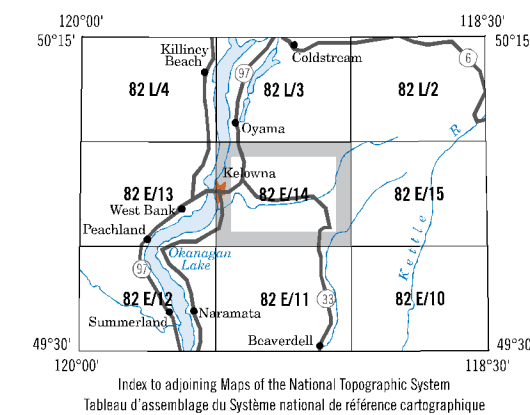 120°00'
118°30'
50°15'
50°15'
Killiney
Beach
Coldstream
6
97
82 L/4
82 L/3
82 L/2
Oyama
R
Kelowna
82 E/13
82 E/14
82 E/15
West Bank
Peachland
Kettle
Okanagan
Lake
97
82 E/12
82 E/11
33
82 E/10
Summerland
Naramata
Beaverdell
49°30'
49°30'
120°00'
118°30'
Index to adjoining Maps of the National Topographic System
Tableau d'assemblage du Système national de référence cartographique